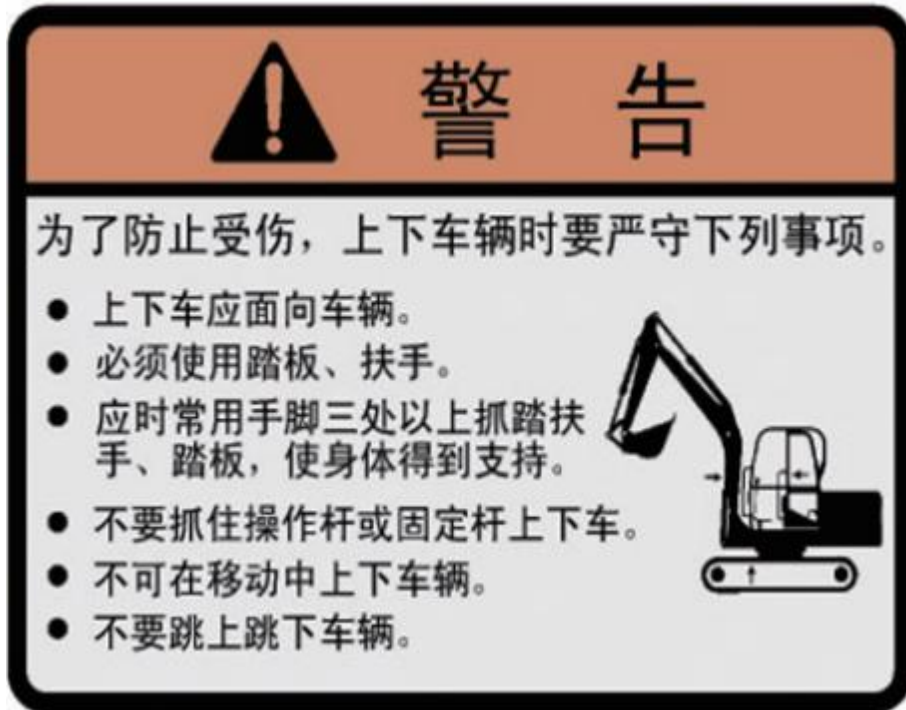 警 告
为了防止受伤，上下车辆时要严守下列事项。
● 上下车应面向车辆。
● 必须使用踏板、扶手。
● 应时常用手脚三处以上抓踏扶
手、踏板，使身体得到支持。
● 不要抓住操作杆或固定杆上下车。
● 不可在移动中上下车辆。
● 不要跳上跳下车辆。